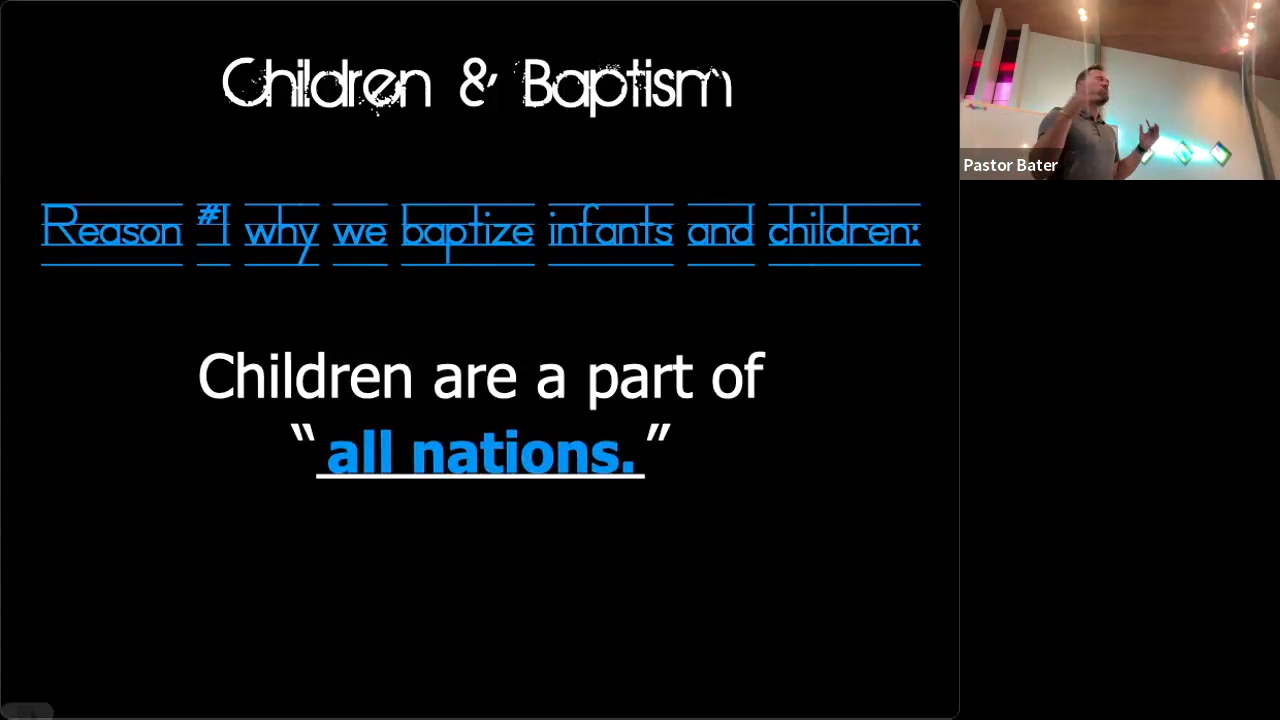 Children & Baptism
Reason #1 why we baptize infants and children:
Children are a part of
“all nations.”
Pastor Bater